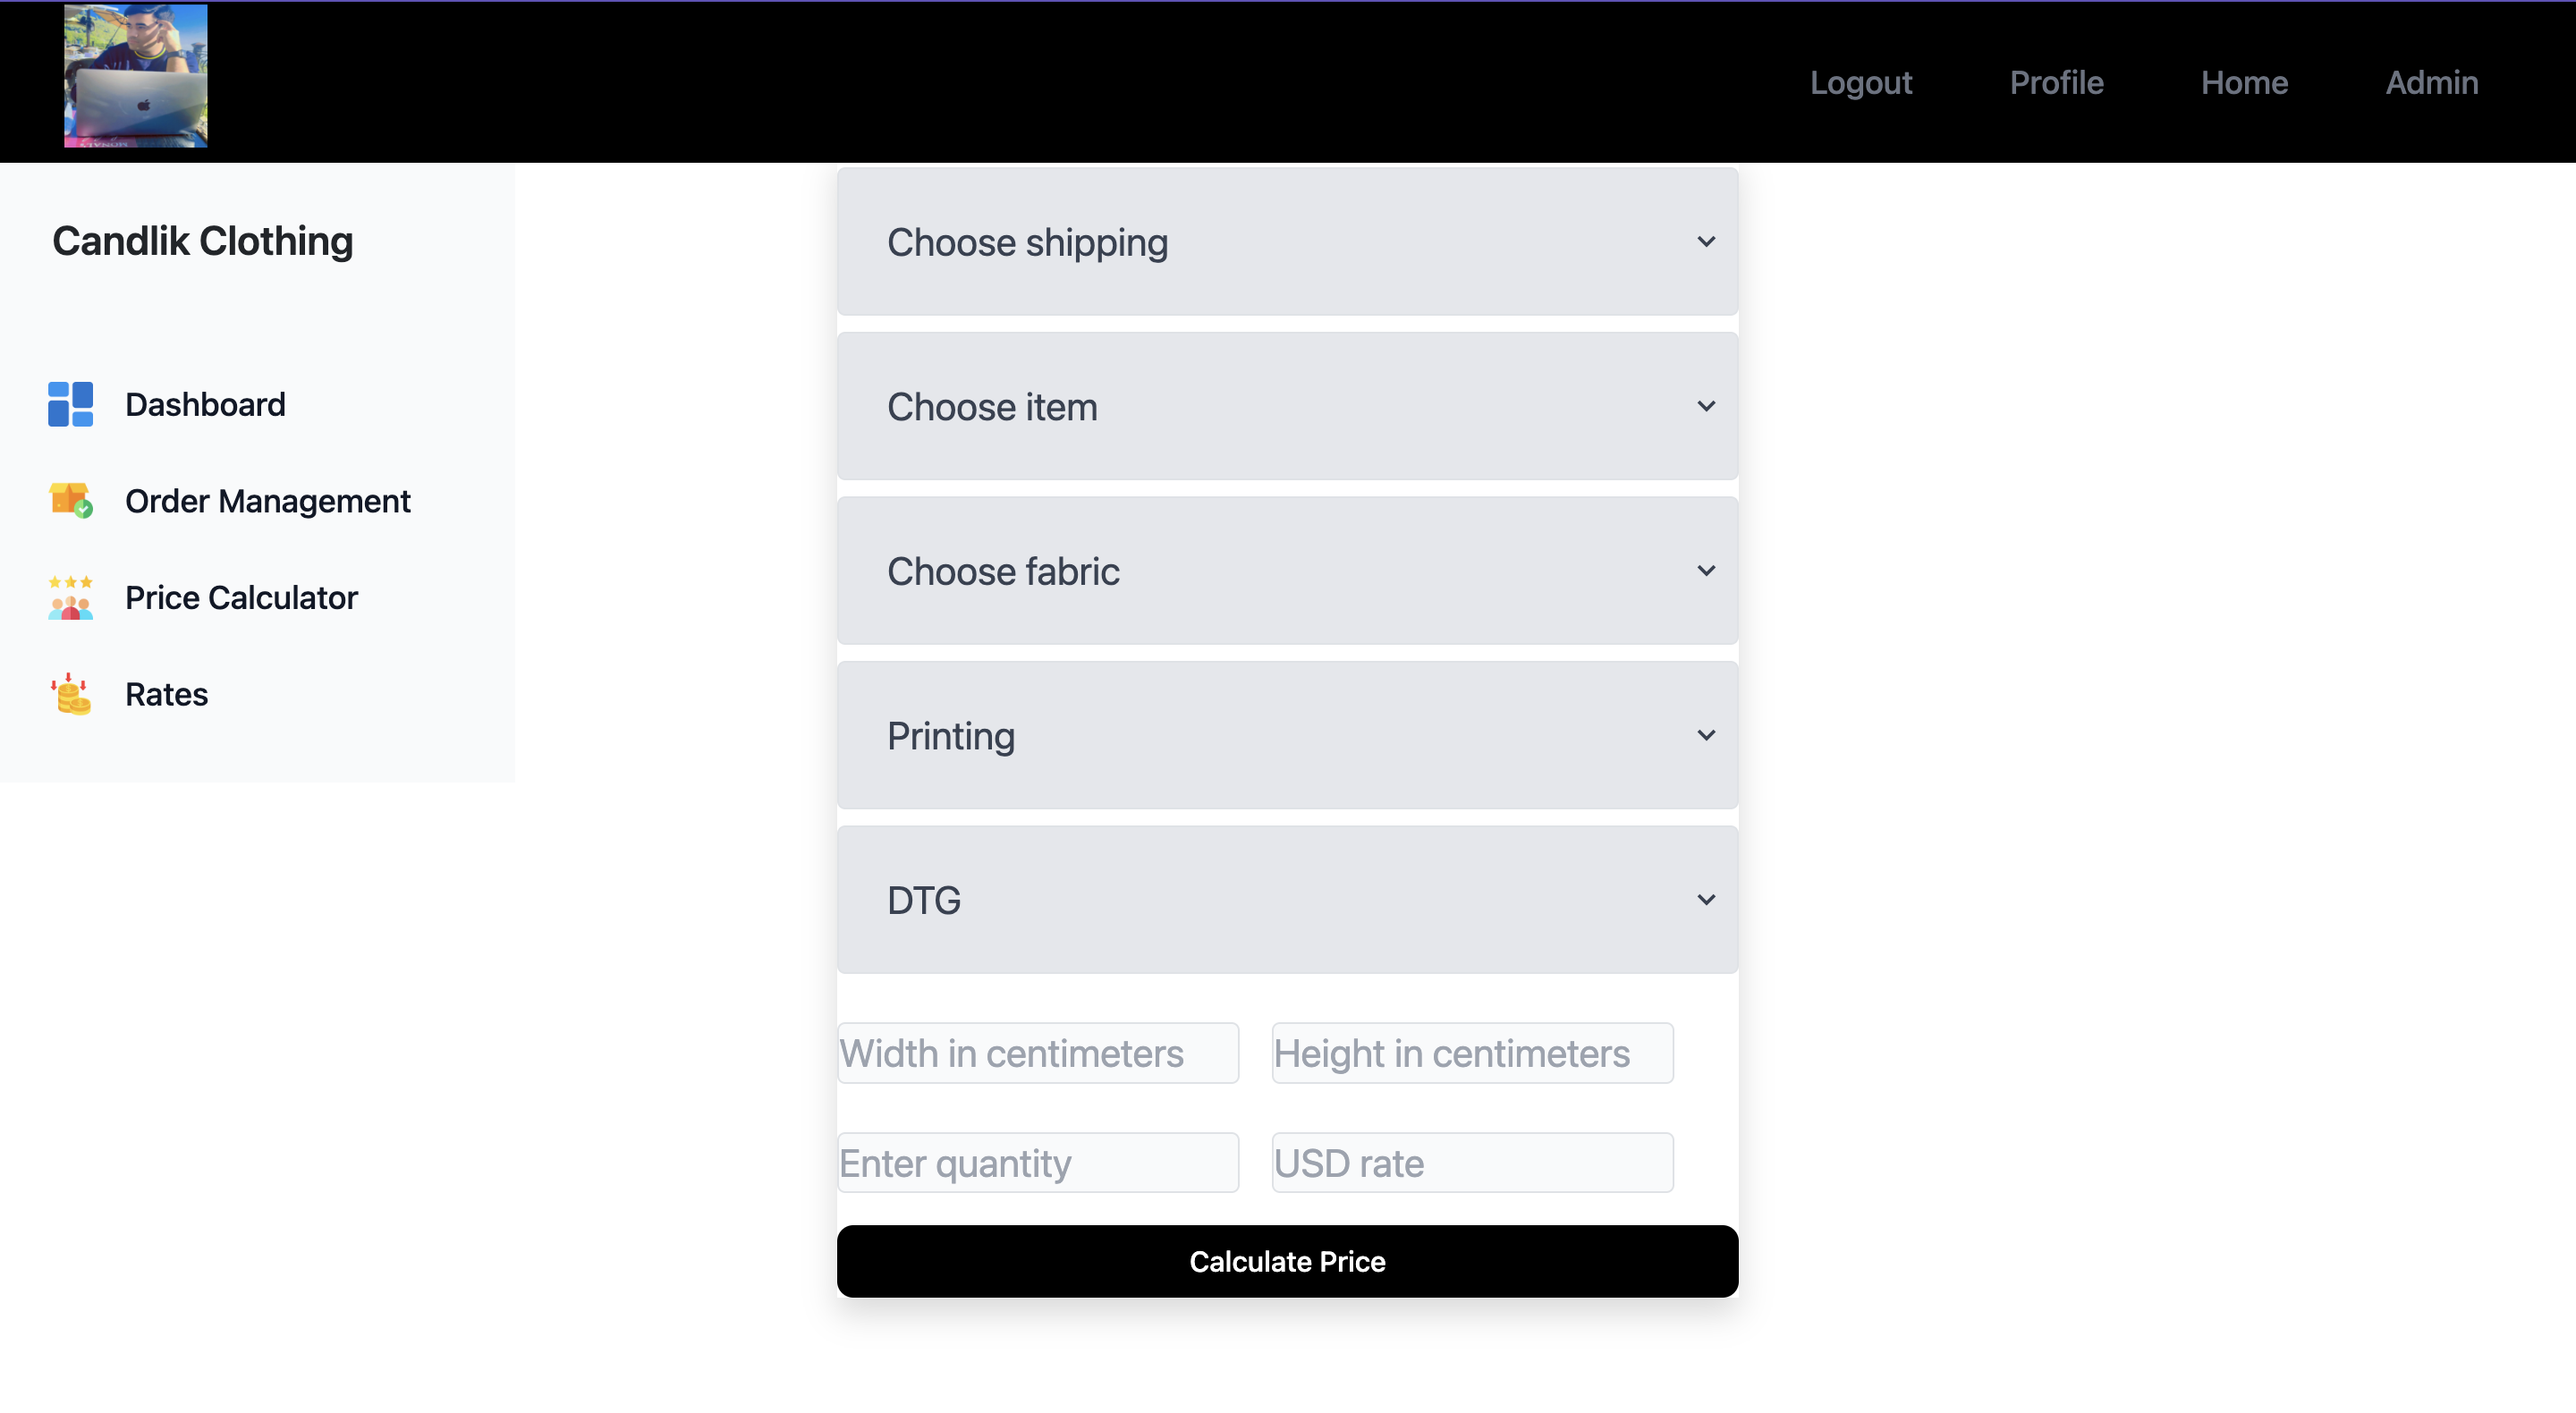 Logout
Profile
Home
Admin
Candlik Clothing
Dashboard
Order Management
Price Calculator
Rates
Choose shipping
Choose item
Choose fabric
Printing
DTG
Width in centimeters
Height in centimeters
Enter quantity
USD rate
Calculate Price